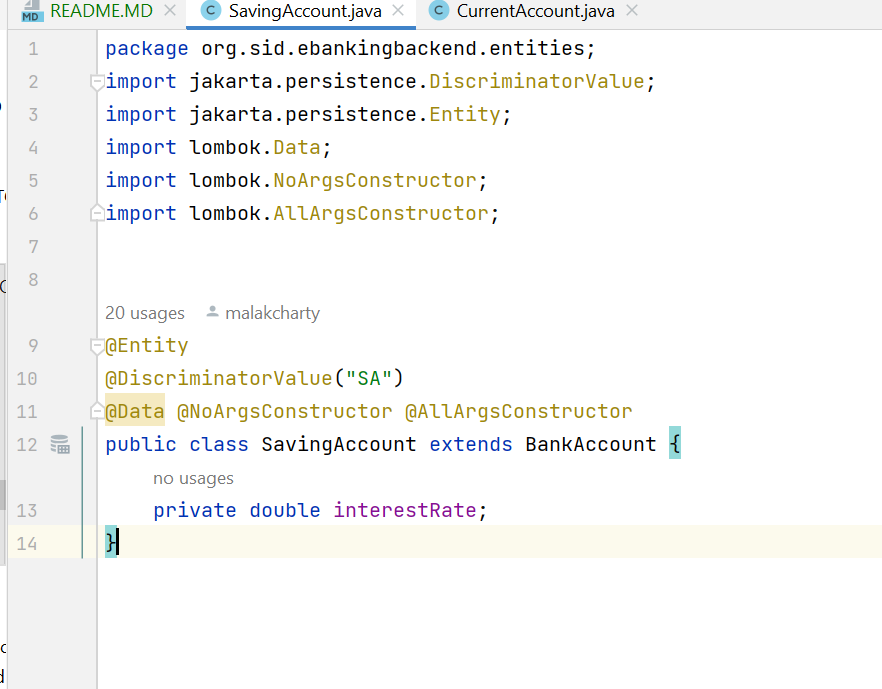 MD README.MD C SavingAccount.java C CurrentAccount.java
1 package org.sid.ebankingbackend.entities;
2 import jakarta.persistence.DiscriminatorValue;
3 import jakarta.persistence.Entity;
4 import lombok.Data;
5 import lombok.NoArgsConstructor;
6 import lombok.AllArgsConstructor;
7
8
20 usages malakcharty
9 @Entity
10 @DiscriminatorValue("SA")
11 @Data @NoArgsConstructor @AllArgsConstructor
12 public class SavingAccount extends BankAccount {
no usages
13 private double interestRate;
14 }